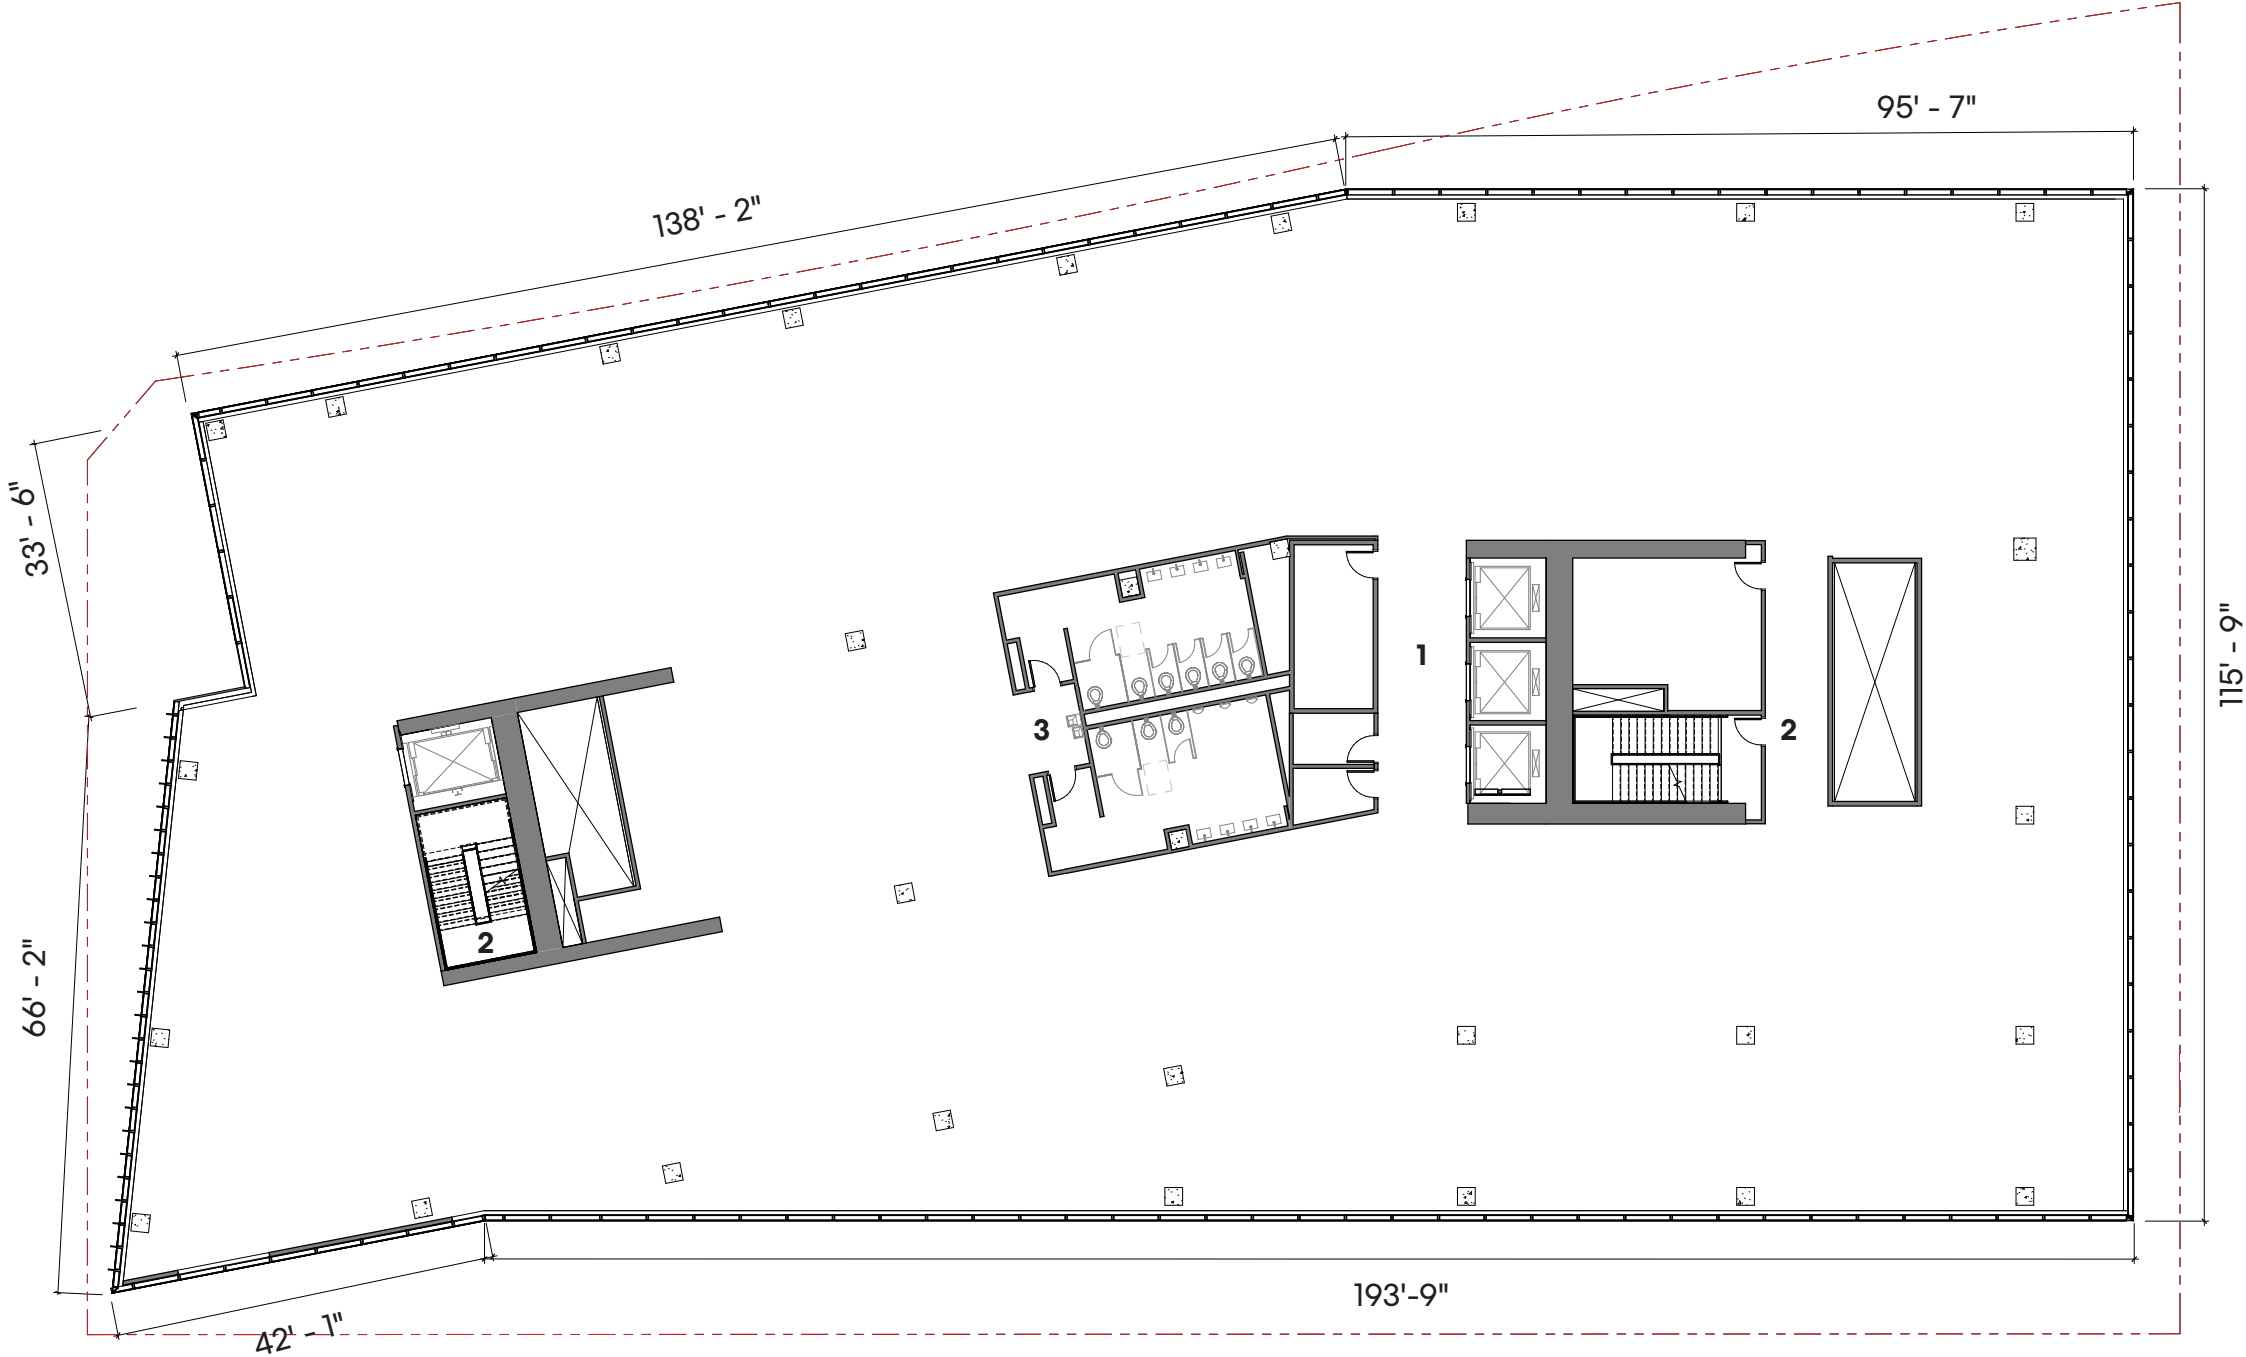 95' - 7"
138' - 2"
33' - 6"
115' - 9"
1
3
2
2
66' - 2"
193'-9"
42' - 1"